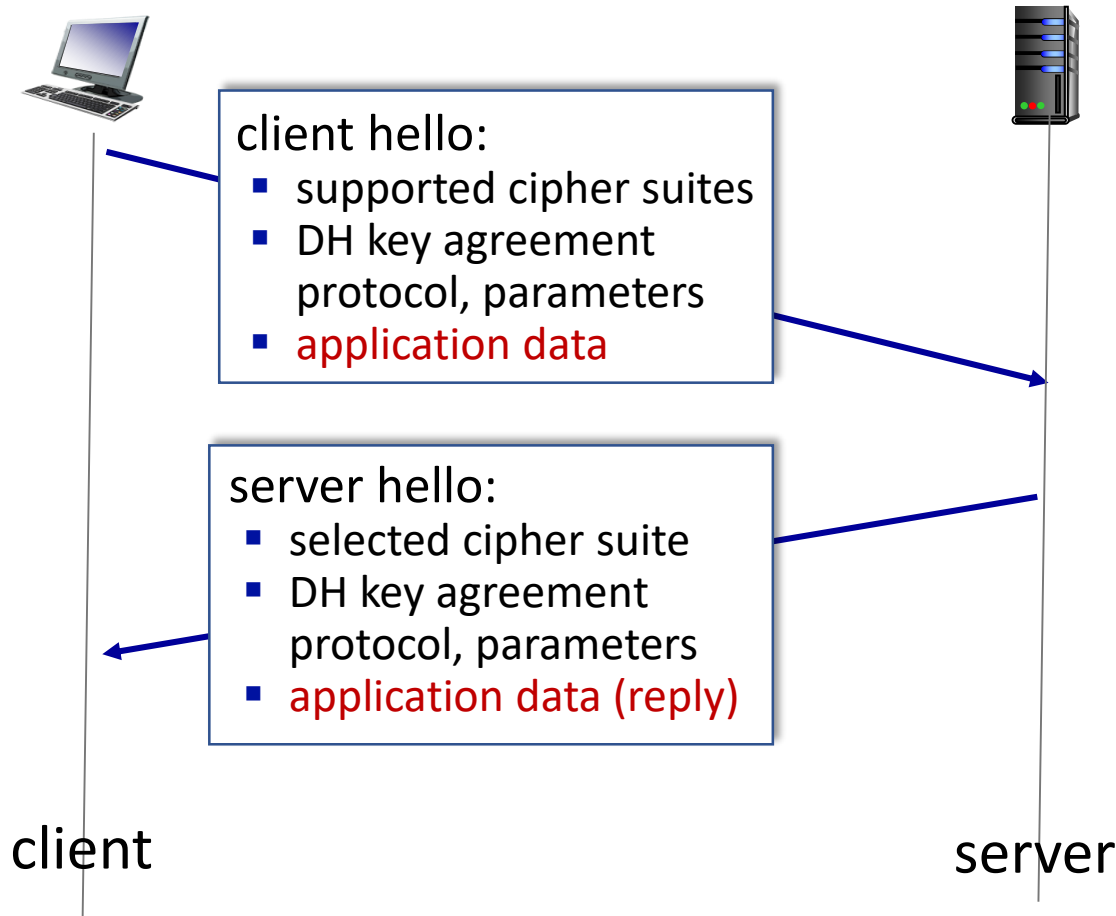 client hello:
▪ supported cipher suites
▪ DH key agreement
protocol, parameters
▪ application data
server hello:
▪ selected cipher suite
▪ DH key agreement
protocol, parameters
▪ application data (reply)
client
server